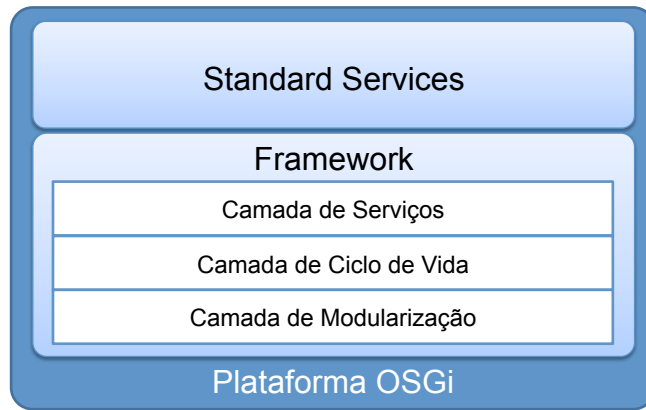 Standard Services
Framework
Camada de Serviços
Camada de Ciclo de Vida
Camada de Modularização
Plataforma OSGi